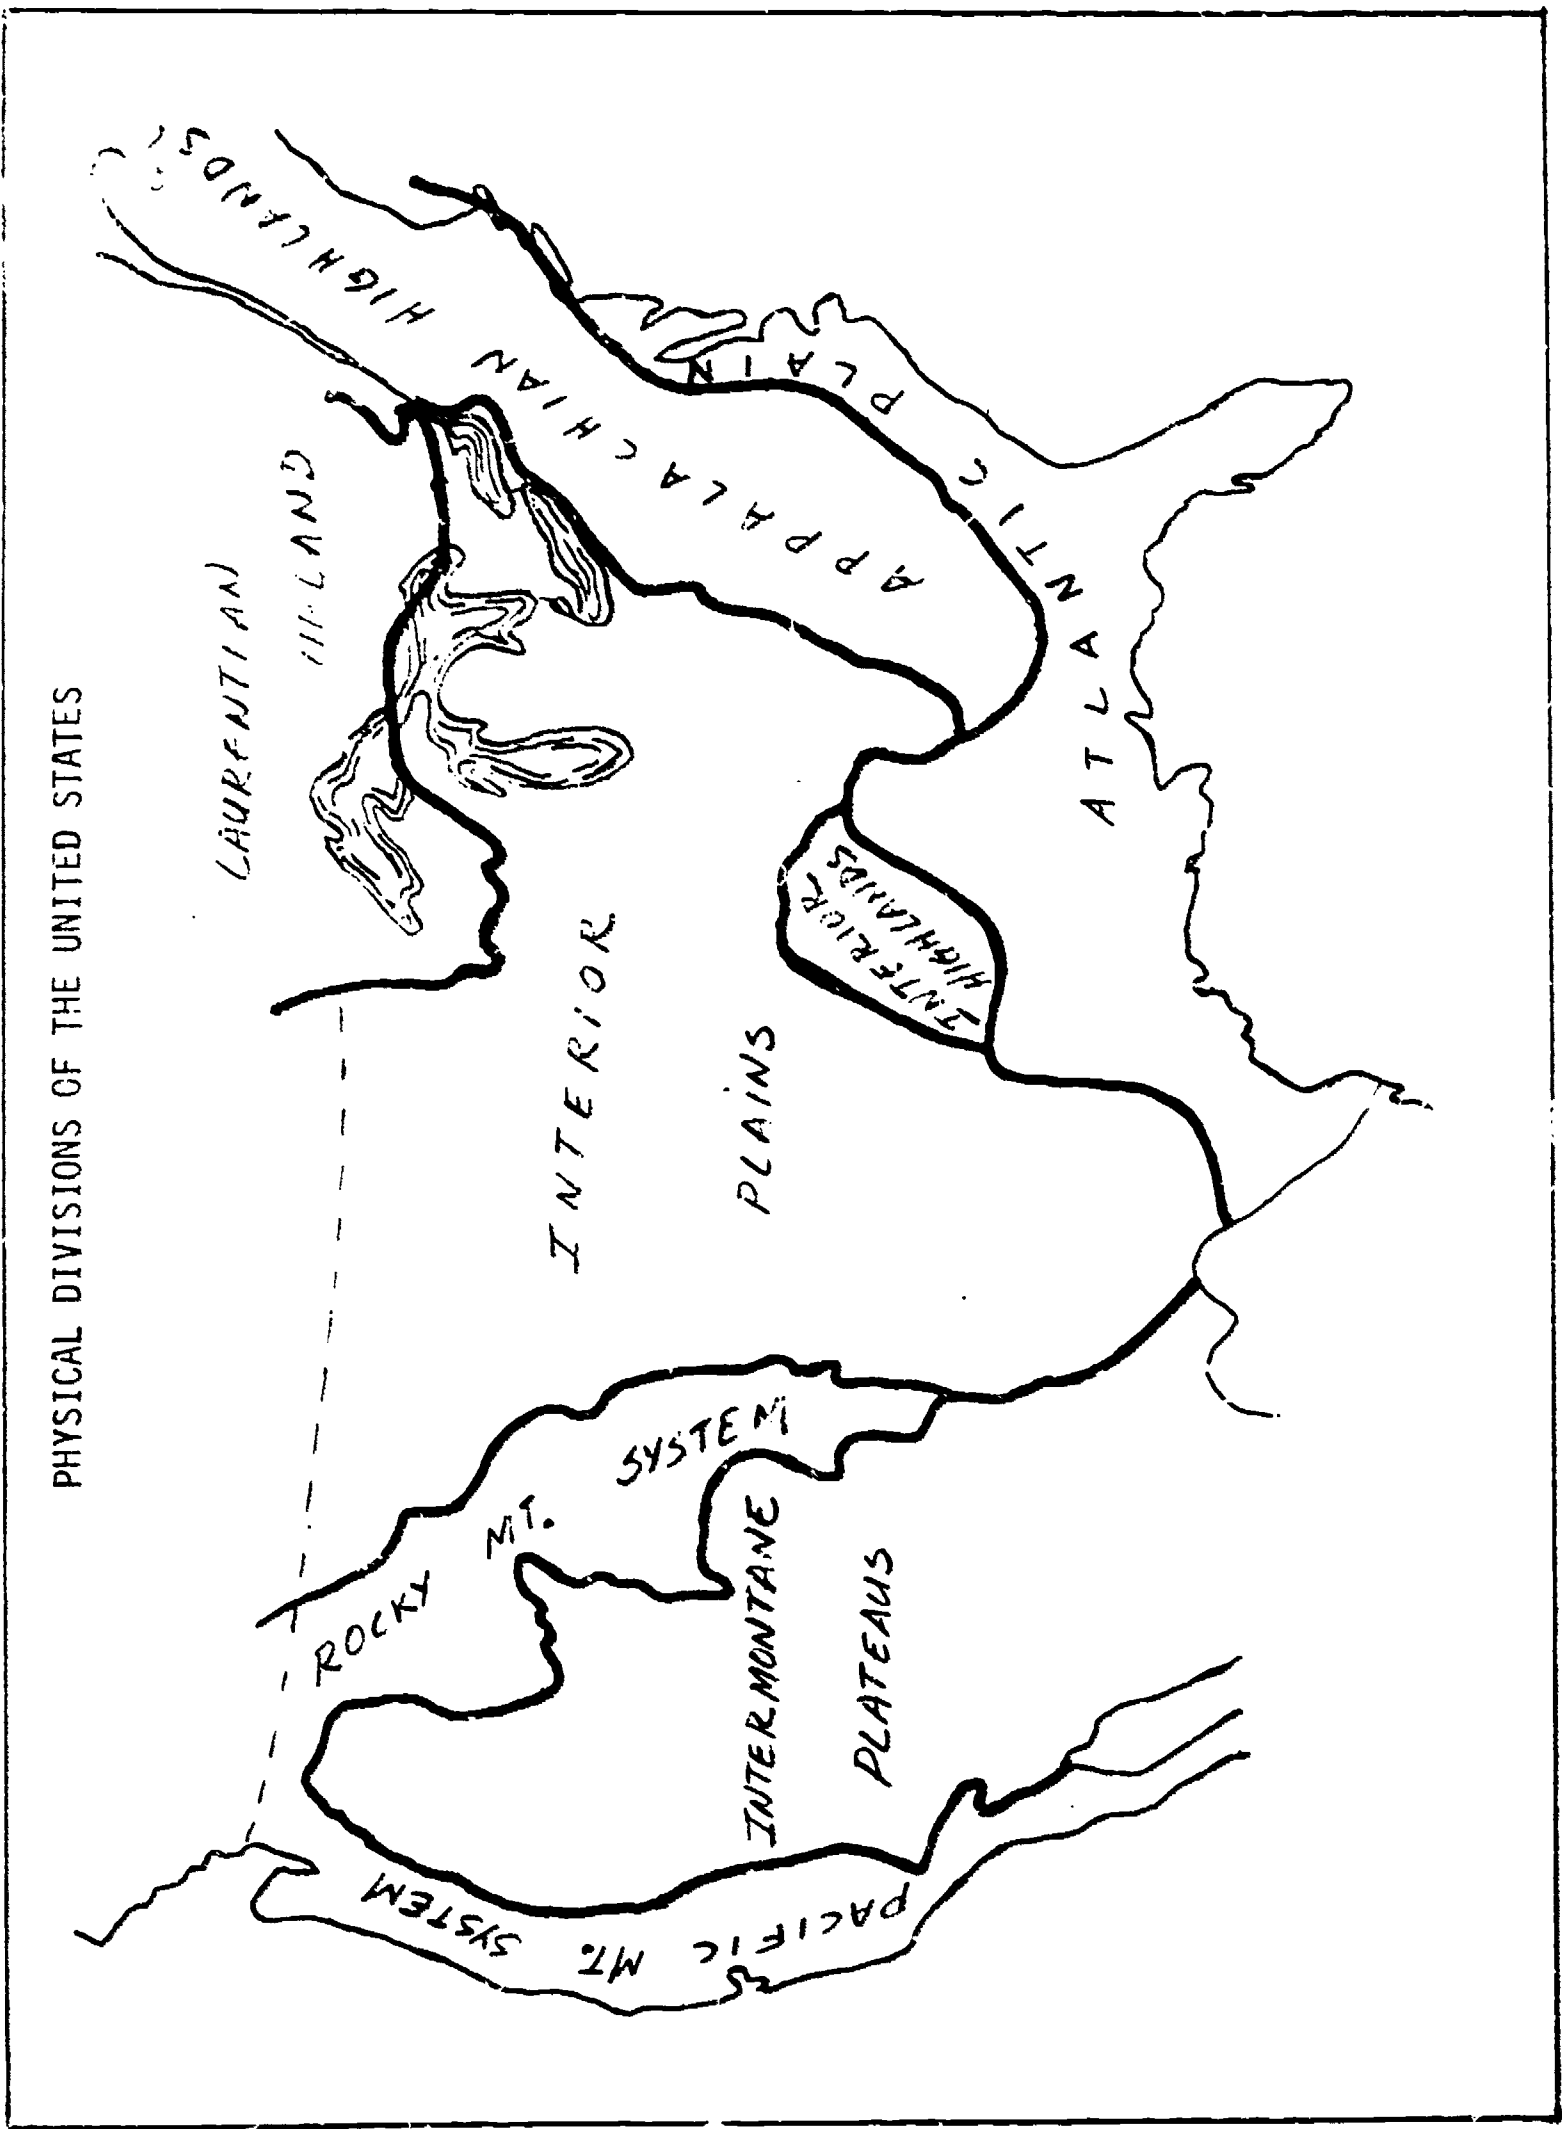 PHYSICAL DIVISIONS OF THE UNITED STATES
LAURENTIAN
ROCKY
MT.
SYSTEM
INTERIOR
PLAINS
INTERMONTANE
PLATEAUS
PACIFIC MT. SYSTEM
INTERIOR
HIGHLANDS
APPALACHIAN HIGHLANDS
ATLANTIC PLAIN